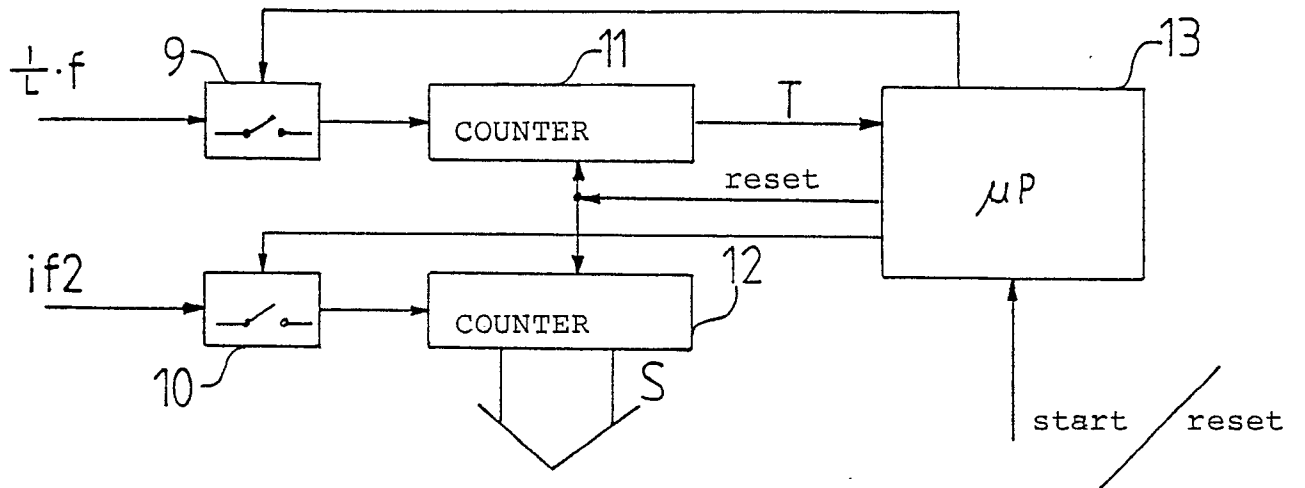 1/L · f
9
11
13
COUNTER
T
reset
μP
if2
12
COUNTER
10
S
start / reset